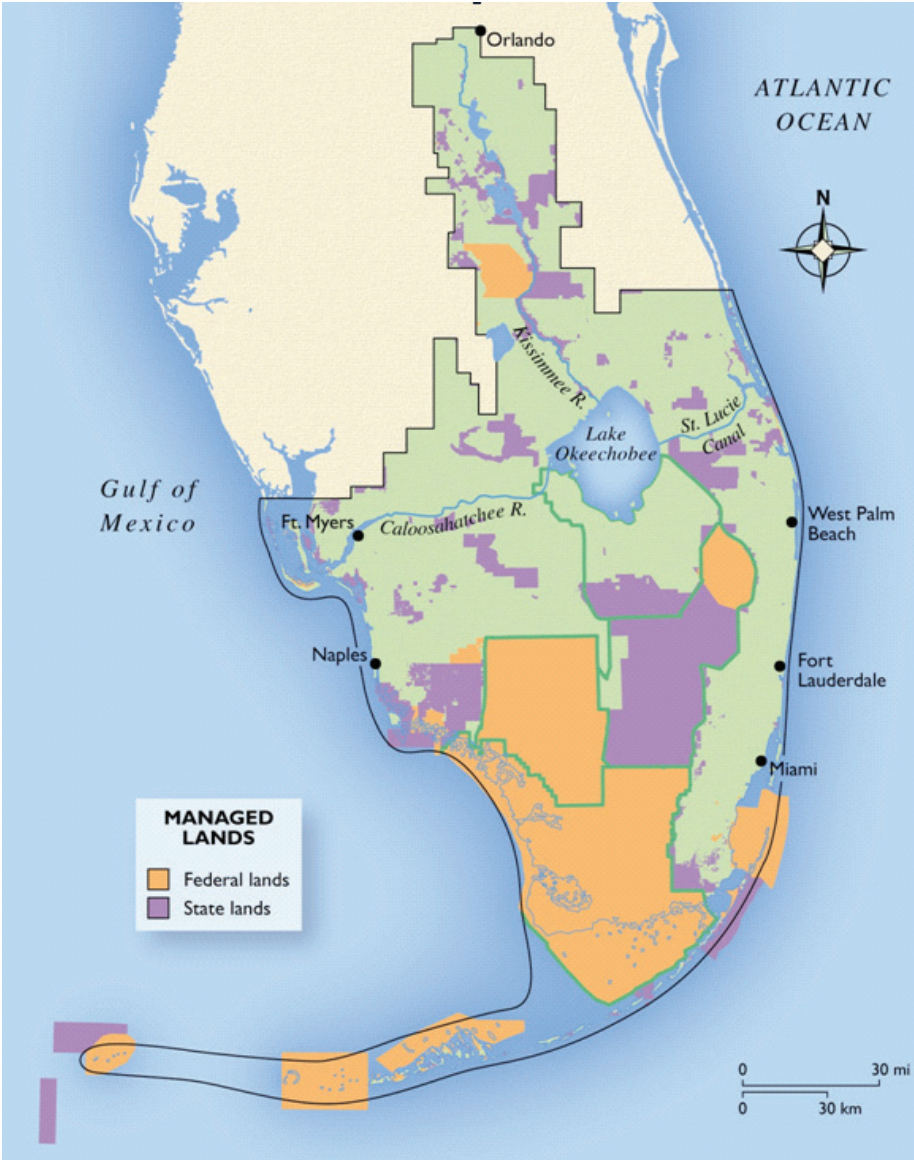 Orlando
ATLANTIC
OCEAN
N
Kissimmee R.
St. Lucie
Canal
Lake
Okeechobee
Gulf of
Mexico
Ft. Myers
Caloosahatchee R.
West Palm
Beach
Naples
Fort
Lauderdale
Miami
MANAGED
LANDS
Federal lands
State lands
0 30 mi
0 30 km